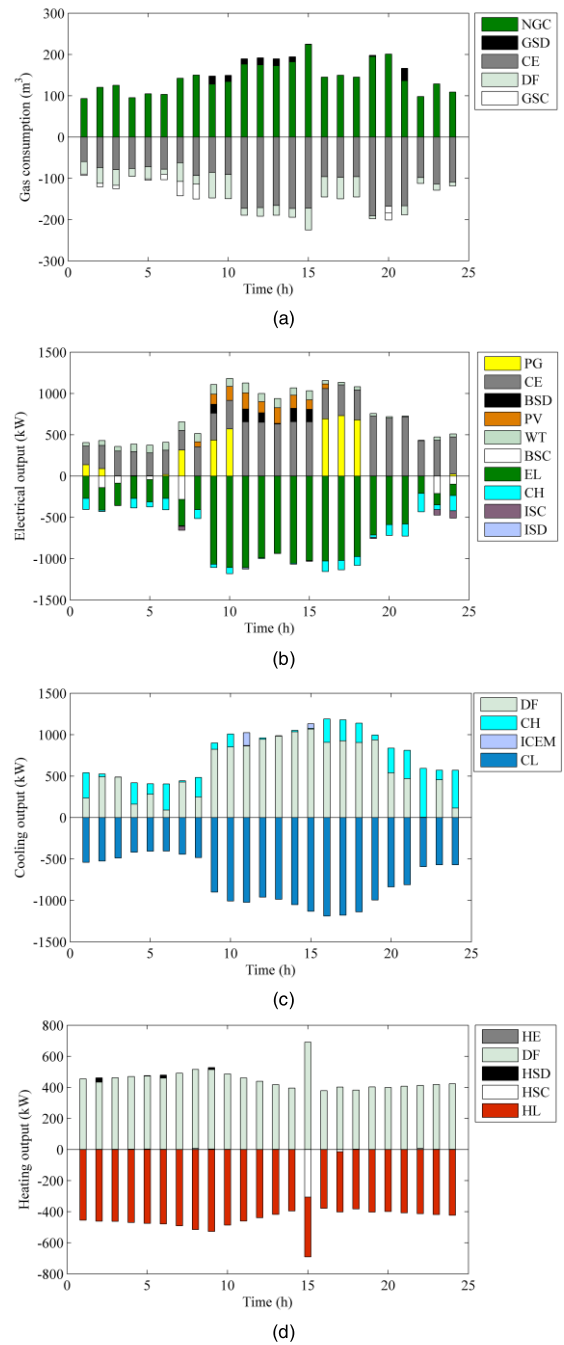 300
200
100
0
-100
-200
-300
Gas consumption (m³)
0 5 10 15 20 25
Time (h)
NGC
GSD
CE
DF
GSC
(a)
1500
1000
500
0
-500
-1000
-1500
Electrical output (kW)
0 5 10 15 20 25
Time (h)
PG
CE
BSD
PV
WT
BSC
EL
CH
ISC
ISD
(b)
1500
1000
500
0
-500
-1000
-1500
Cooling output (kW)
0 5 10 15 20 25
Time (h)
DF
CH
ICEM
CL
(c)
800
600
400
200
0
-200
-400
-600
-800
Heating output (kW)
0 5 10 15 20 25
Time (h)
HE
DF
HSD
HSC
HL
(d)